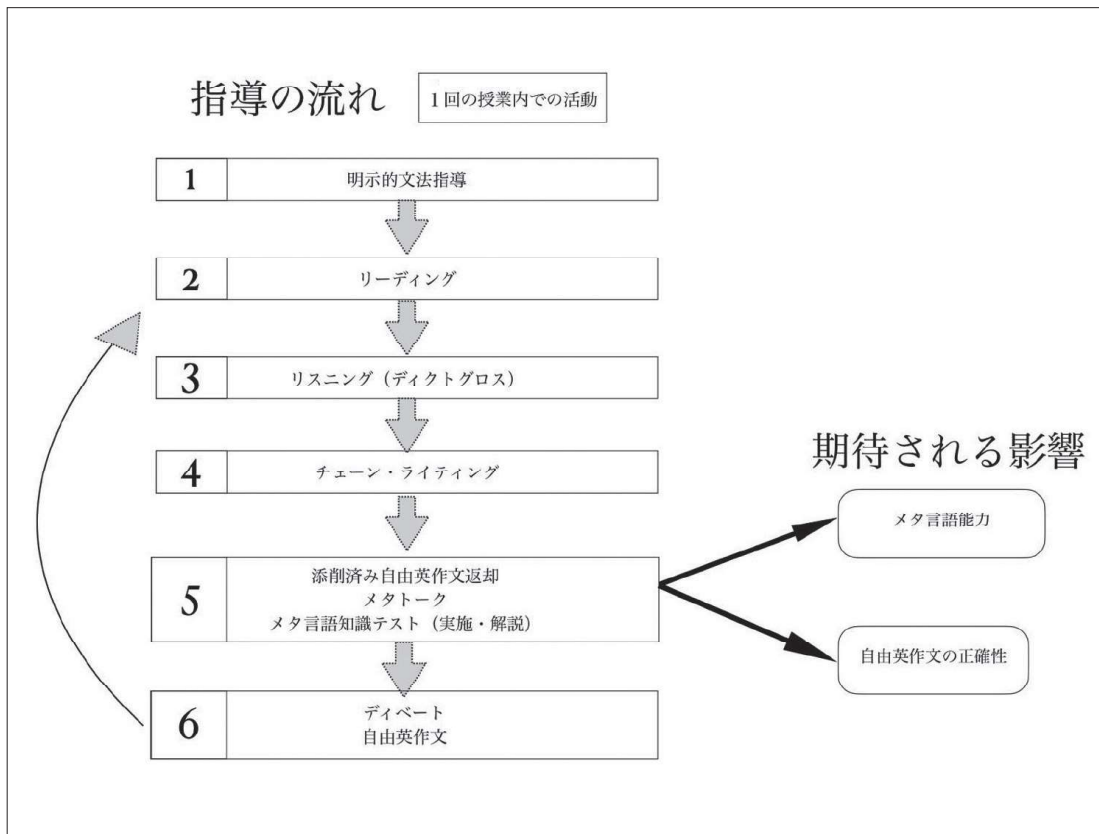 指導の流れ
1回の授業内での活動
1
明示的文法指導
2
リーディング
3
リスニング（ディクトグロス）
4
チェーン・ライティング
5
添削済み自由英作文返却
メタトーク
メタ言語知識テスト（実施・解説）
6
ディベート
自由英作文
期待される影響
メタ言語能力
自由英作文の正確性